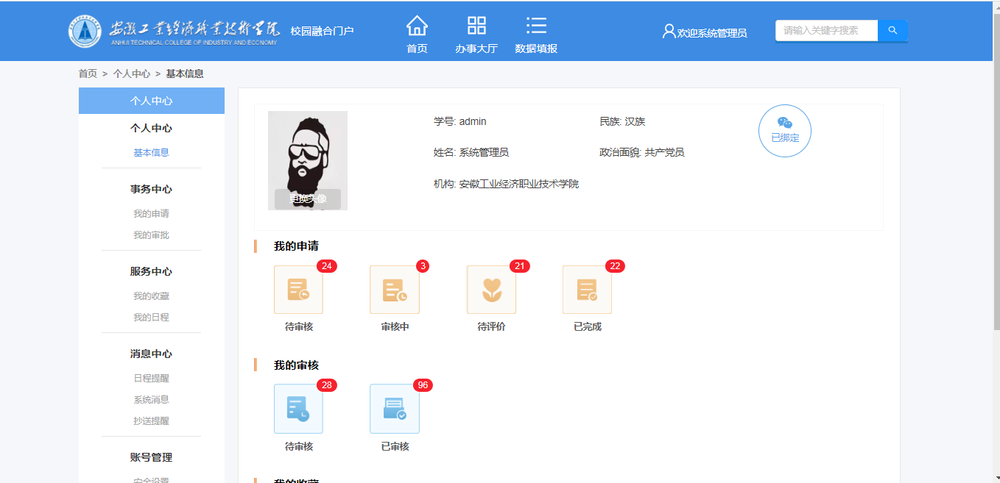 安徽工业经济职业技术学院
ANHUI TECHNICAL COLLEGE OF INDUSTRY AND ECCNOMY
校园融合门户
首页
办事大厅
数据填报
欢迎系统管理员
请输入关键字搜索
首页 > 个人中心 > 基本信息
个人中心
个人中心
基本信息
事务中心
我的申请
我的审批
服务中心
我的收藏
我的日程
消息中心
日程提醒
系统消息
抄送提醒
账号管理
安全设置
更换头像
学号: admin
民族: 汉族
姓名: 系统管理员
政治面貌: 共产党员
机构: 安徽工业经济职业技术学院
已绑定
我的申请
24
3
21
22
待审核
审核中
待评价
已完成
我的审核
28
96
待审核
已审核
我的收藏